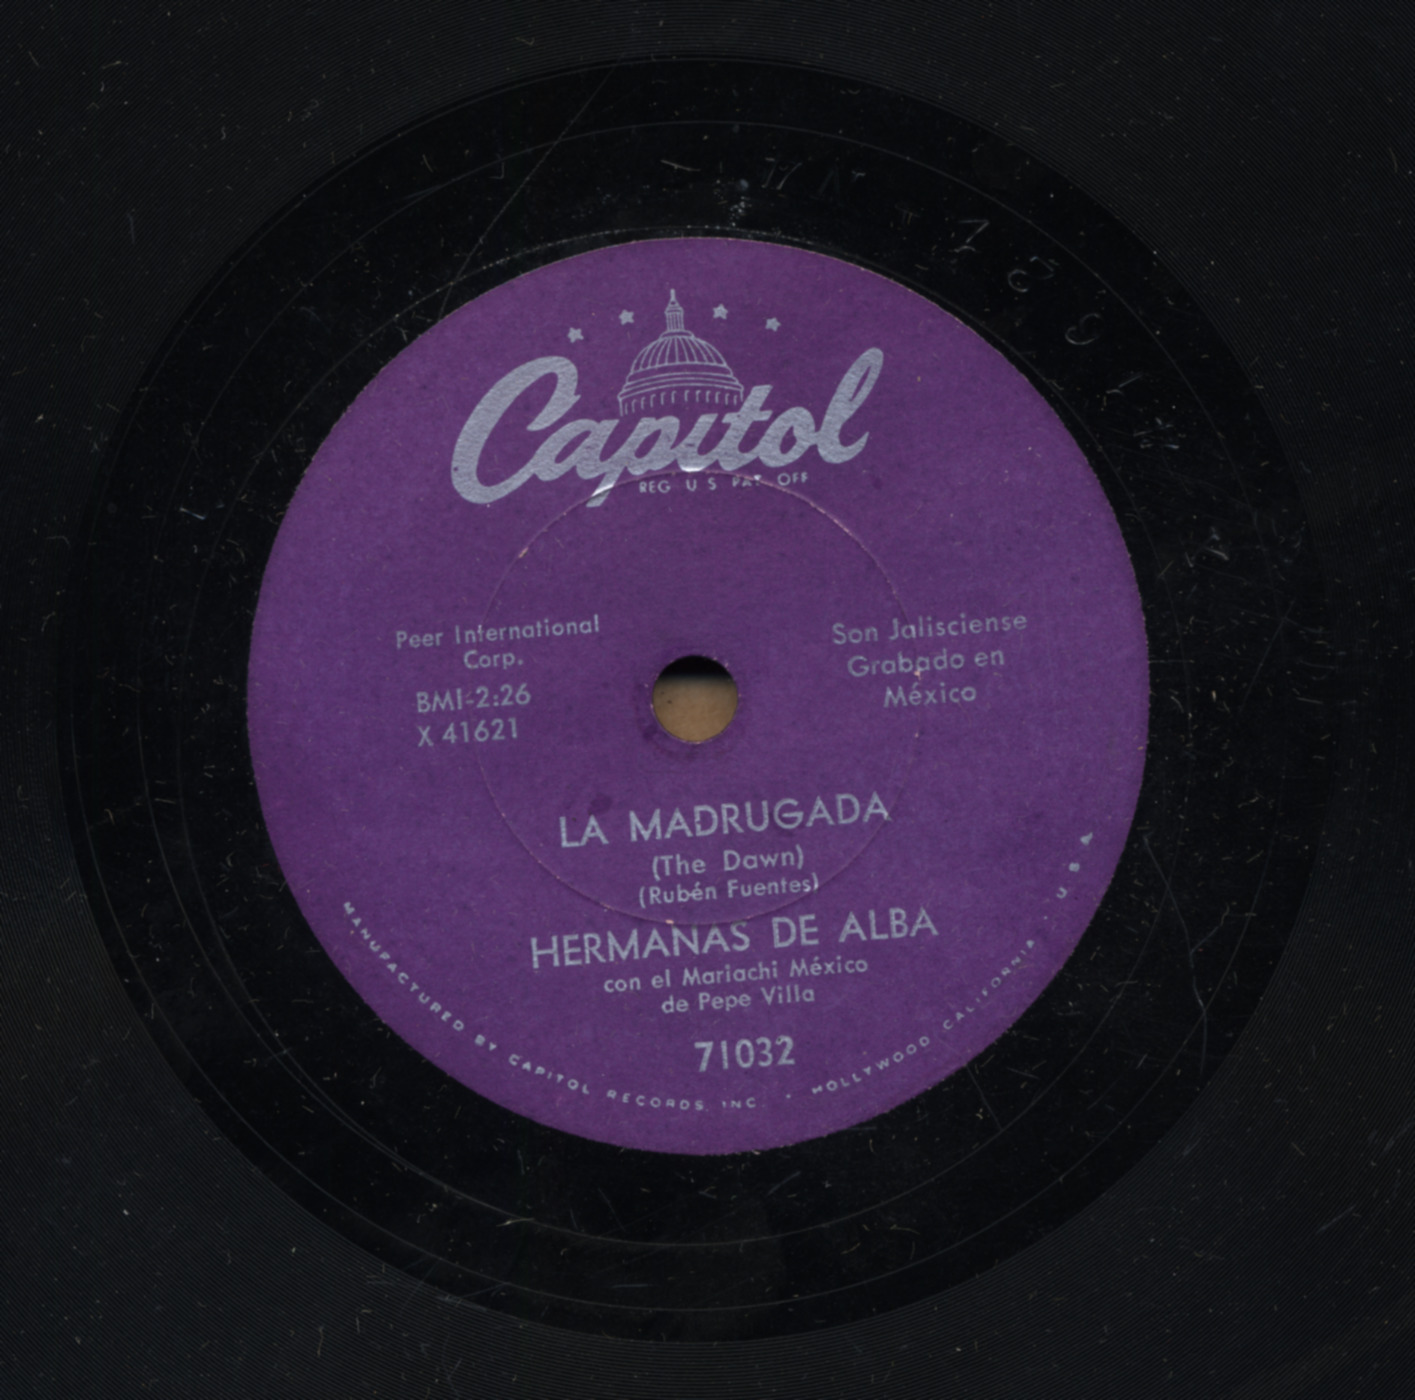 Capitol
REG U S PAT OFF
Peer International
Corp.
BMI-2:26
X 41621
Son Jalisciense
Grabado en
México
LA MADRUGADA
(The Dawn)
(Rubén Fuentes)
HERMANAS DE ALBA
con el Mariachi México
de Pepe Villa
71032
MANUFACTURED BY CAPITOL RECORDS, INC. • HOLLYWOOD CALIFORNIA • U S A